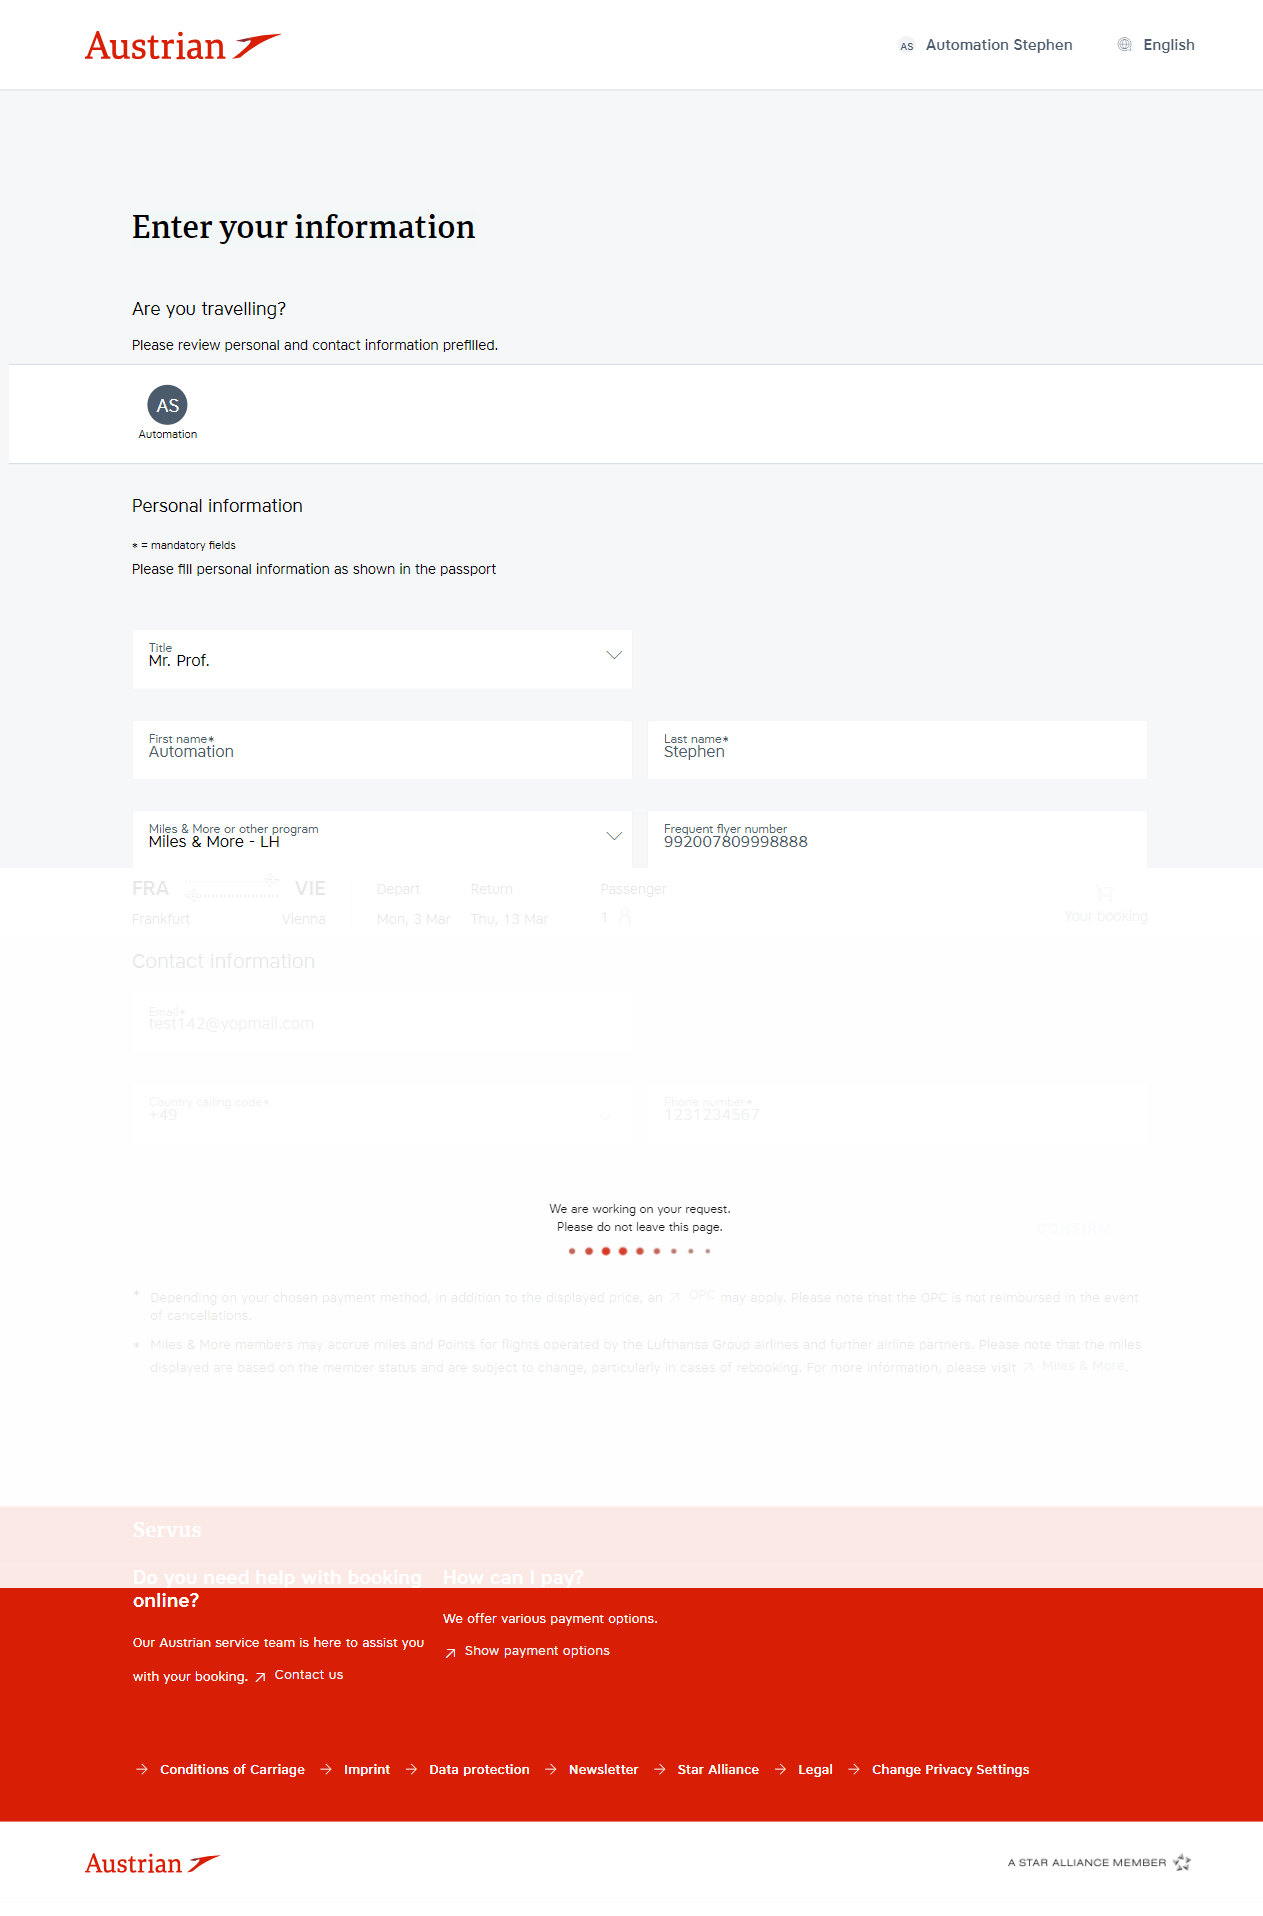 Austrian
AS Automation Stephen English
Enter your information
Are you travelling?
Please review personal and contact information prefilled.
AS
Automation
Personal information
* = mandatory fields
Please fill personal information as shown in the passport
Title
Mr. Prof.
First name*
Automation
Last name*
Stephen
Miles & More or other program
Miles & More - LH
Frequent flyer number
992007809998888
FRA VIE
Frankfurt Vienna
Depart
Mon, 3 Mar
Return
Thu, 13 Mar
Passenger
1
Your booking
Contact information
Email*
test142@yopmail.com
Country calling code*
+49
Phone number*
1231234567
We are working on your request.
Please do not leave this page.
* Depending on your chosen payment method, in addition to the displayed price, an OPC may apply. Please note that the OPC is not reimbursed in the event
of cancellations.
* Miles & More members may accrue miles and Points for flights operated by the Lufthansa Group airlines and further airline partners. Please note that the miles
displayed are based on the member status and are subject to change, particularly in cases of rebooking. For more information, please visit Miles & More.
Servus
Do you need help with booking
online?
Our Austrian service team is here to assist you
with your booking. Contact us
How can I pay?
We offer various payment options.
Show payment options
Conditions of Carriage Imprint Data protection Newsletter Star Alliance Legal Change Privacy Settings
Austrian
A STAR ALLIANCE MEMBER